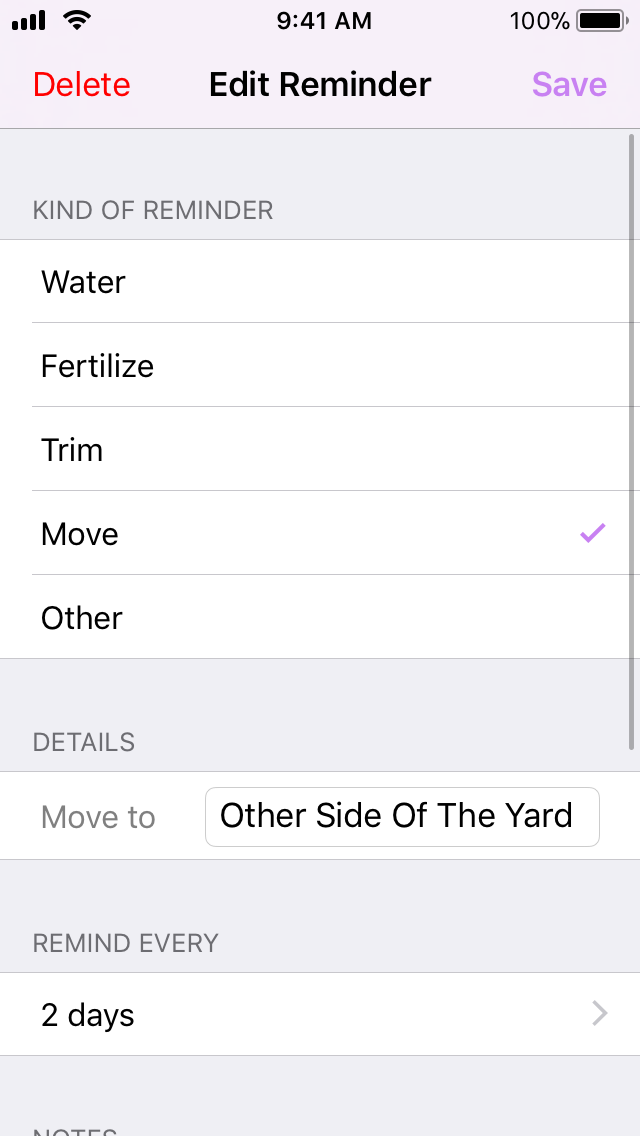 9:41 AM 100%
Delete Edit Reminder Save
KIND OF REMINDER
Water
Fertilize
Trim
Move
Other
DETAILS
Move to Other Side Of The Yard
REMIND EVERY
2 days
NOTES